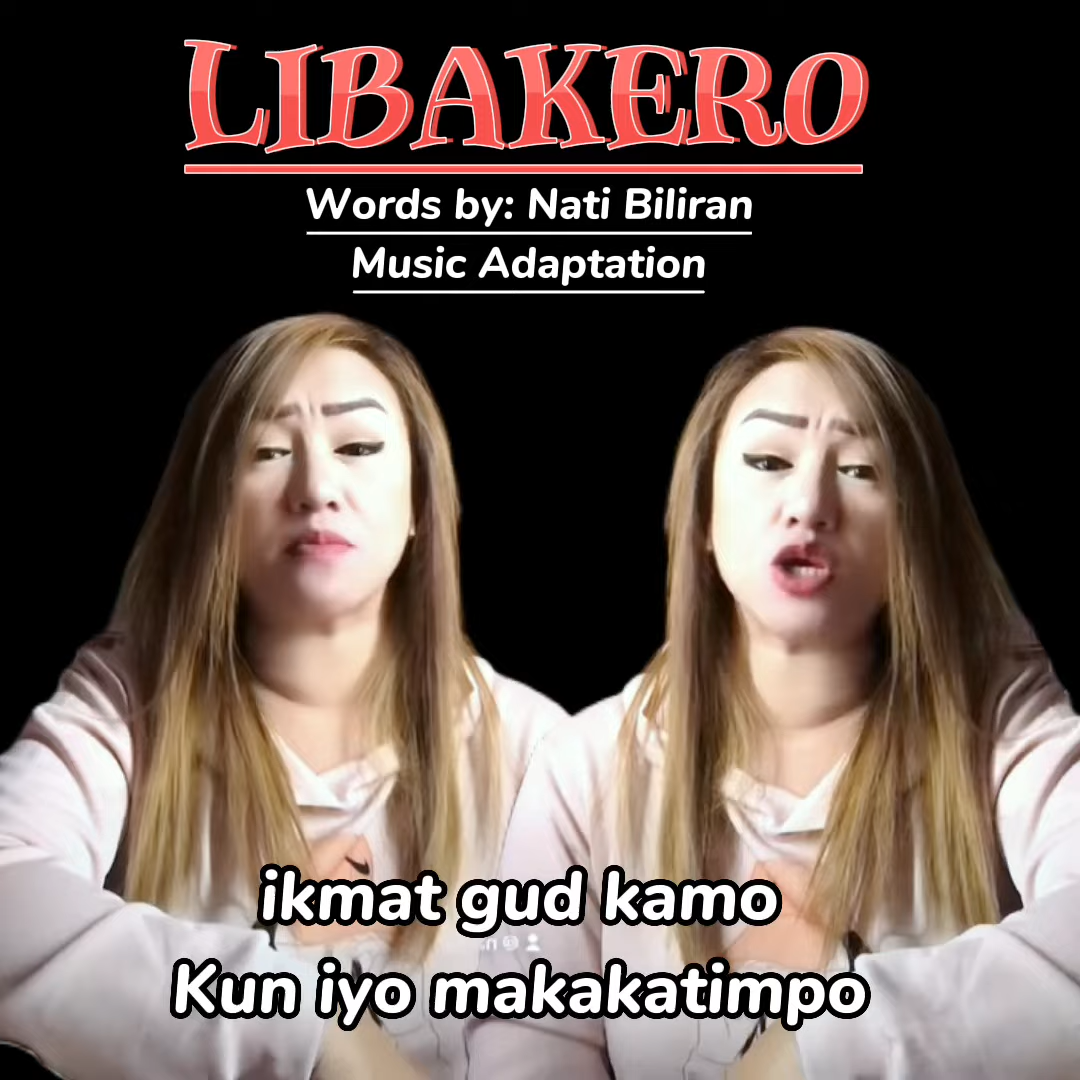 LIBAKERO
Words by: Nati Biliran
Music Adaptation
ikmat gud kamo
Kun iyo makakatimpo